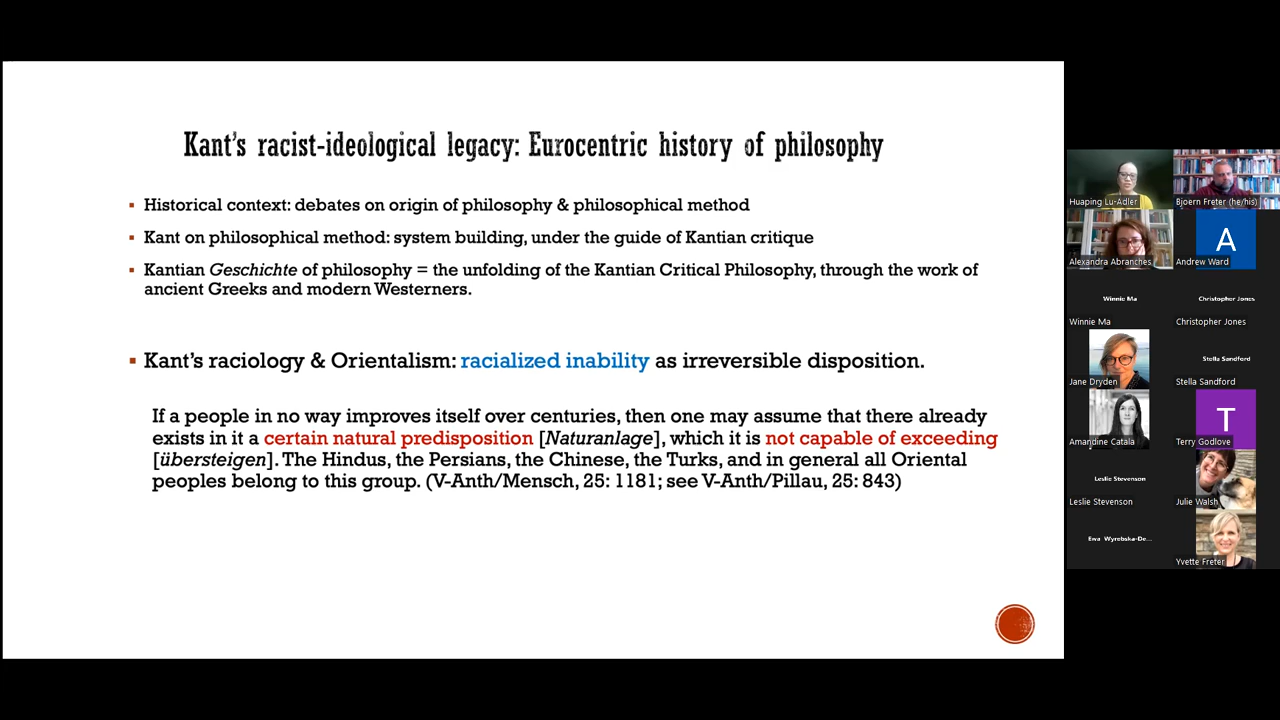 Kant's racist-ideological legacy: Eurocentric history of philosophy
▪ Historical context: debates on origin of philosophy & philosophical method
▪ Kant on philosophical method: system building, under the guide of Kantian critique
▪ Kantian Geschichte of philosophy = the unfolding of the Kantian Critical Philosophy, through the work of
ancient Greeks and modern Westerners.
▪ Kant's raciology & Orientalism: racialized inability as irreversible disposition.
If a people in no way improves itself over centuries, then one may assume that there already
exists in it a certain natural predisposition [Naturanlage], which it is not capable of exceeding
[übersteigen]. The Hindus, the Persians, the Chinese, the Turks, and in general all Oriental
peoples belong to this group. (V-Anth/Mensch, 25: 1181; see V-Anth/Pillau, 25: 843)
Huaping Lu-Adler
Bjoern Freter (he/his)
Alexandra Abranches
A
Andrew Ward
Winnie Ma
Winnie Ma
Christopher Jones
Christopher Jones
Jane Dryden
Stella Sandford
Stella Sandford
Amandine Catala
T
Terry Godlove
Leslie Stevenson
Leslie Stevenson
Julie Walsh
Ewa Wyrebska-De...
Yvette Freter